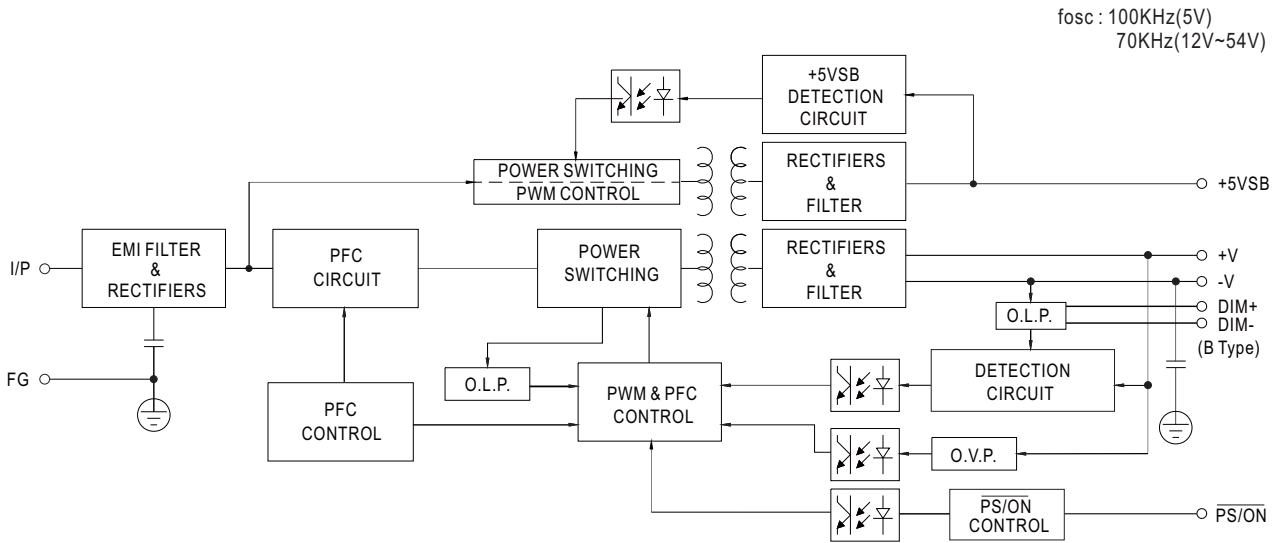 fosc : 100KHz(5V)
70KHz(12V~54V)
+5VSB
DETECTION
CIRCUIT
POWER SWITCHING
PWM CONTROL
RECTIFIERS
&
FILTER
+5VSB
I/P
EMI FILTER
&
RECTIFIERS
PFC
CIRCUIT
POWER
SWITCHING
RECTIFIERS
&
FILTER
+V
-V
O.L.P.
DIM+
DIM-
(B Type)
FG
PFC
CONTROL
O.L.P.
PWM & PFC
CONTROL
DETECTION
CIRCUIT
O.V.P.
PS/ON
CONTROL
PS/ON